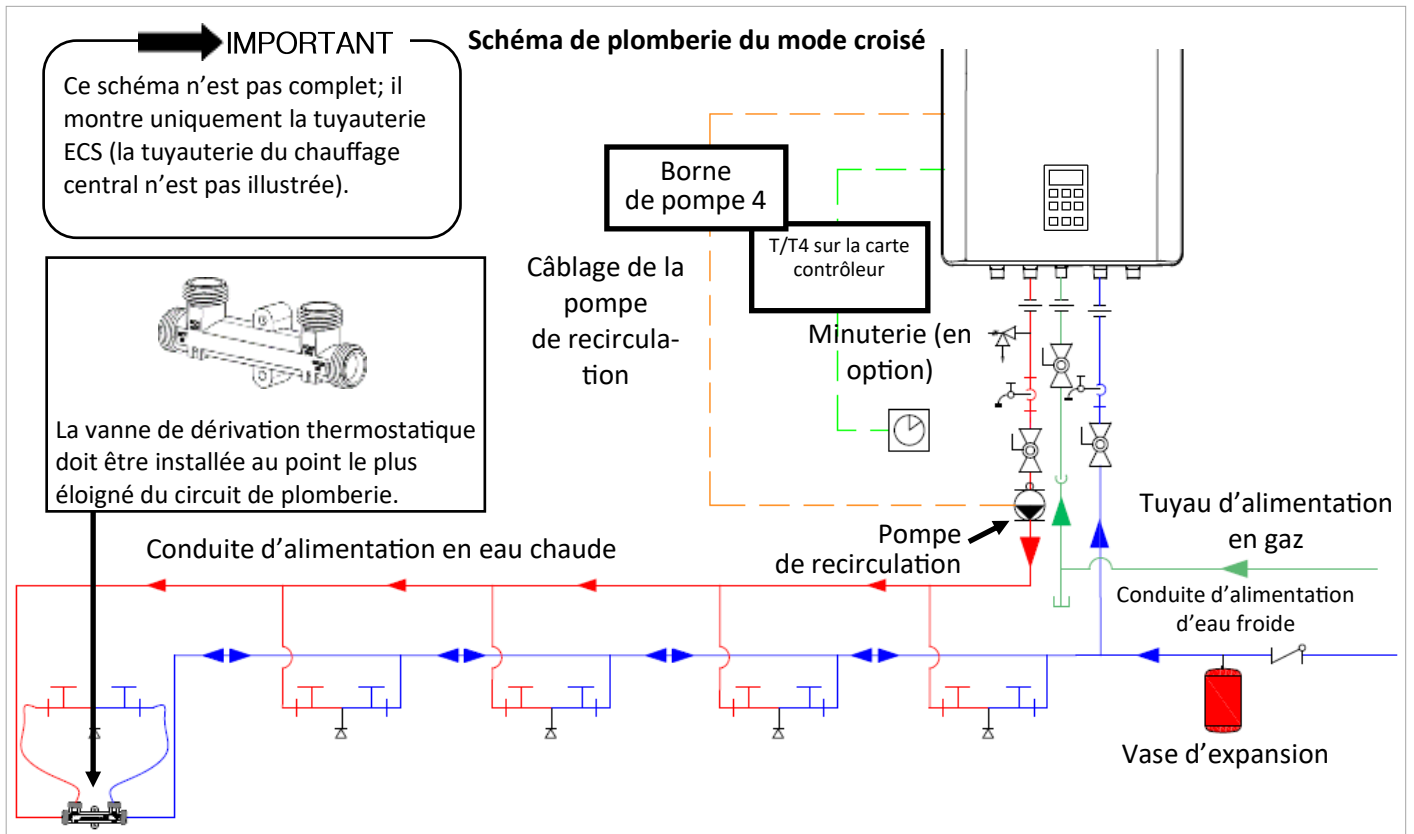 IMPORTANT
Ce schéma n’est pas complet; il
montre uniquement la tuyauterie
ECS (la tuyauterie du chauffage
central n’est pas illustrée).
Schéma de plomberie du mode croisé
Borne
de pompe 4
T/T4 sur la carte
contrôleur
Câblage de la
pompe
de recircula-
tion
Minuterie (en
option)
La vanne de dérivation thermostatique
doit être installée au point le plus
éloigné du circuit de plomberie.
Pompe
de recirculation
Tuyau d’alimentation
en gaz
Conduite d’alimentation en eau chaude
Conduite d’alimentation
d’eau froide
Vase d’expansion